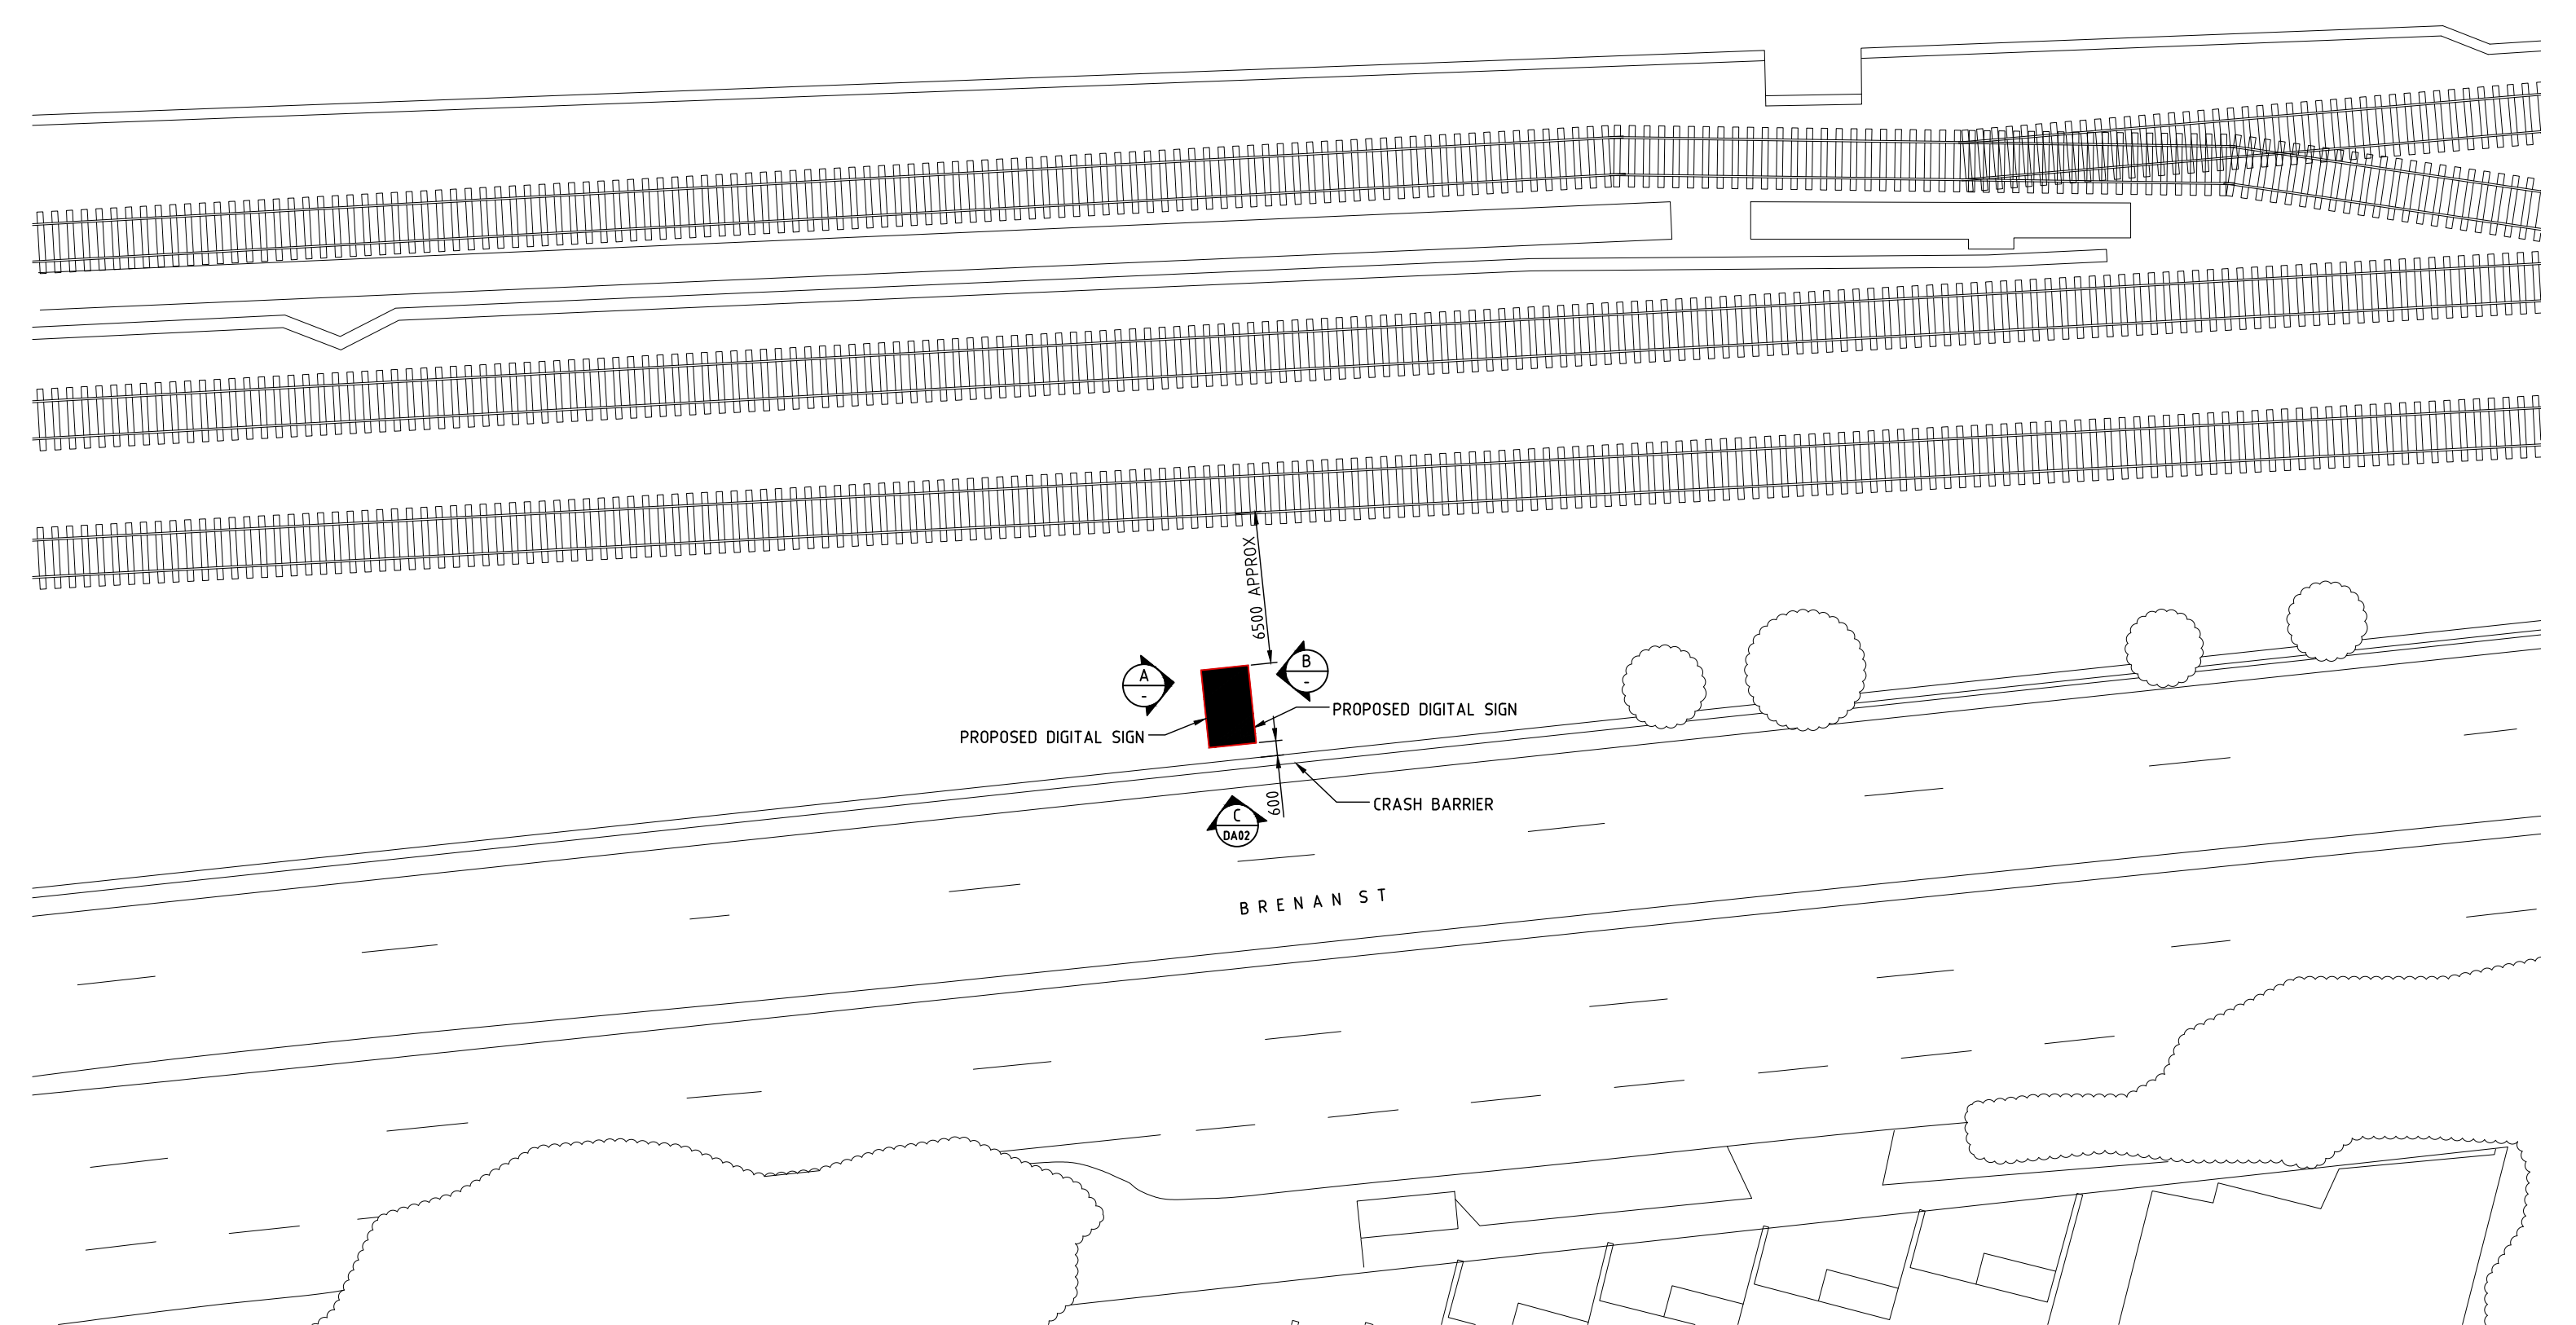 6500 APPROX
A
-
B
-
PROPOSED DIGITAL SIGN
PROPOSED DIGITAL SIGN
600
CRASH BARRIER
C
DA02
BRENAN ST